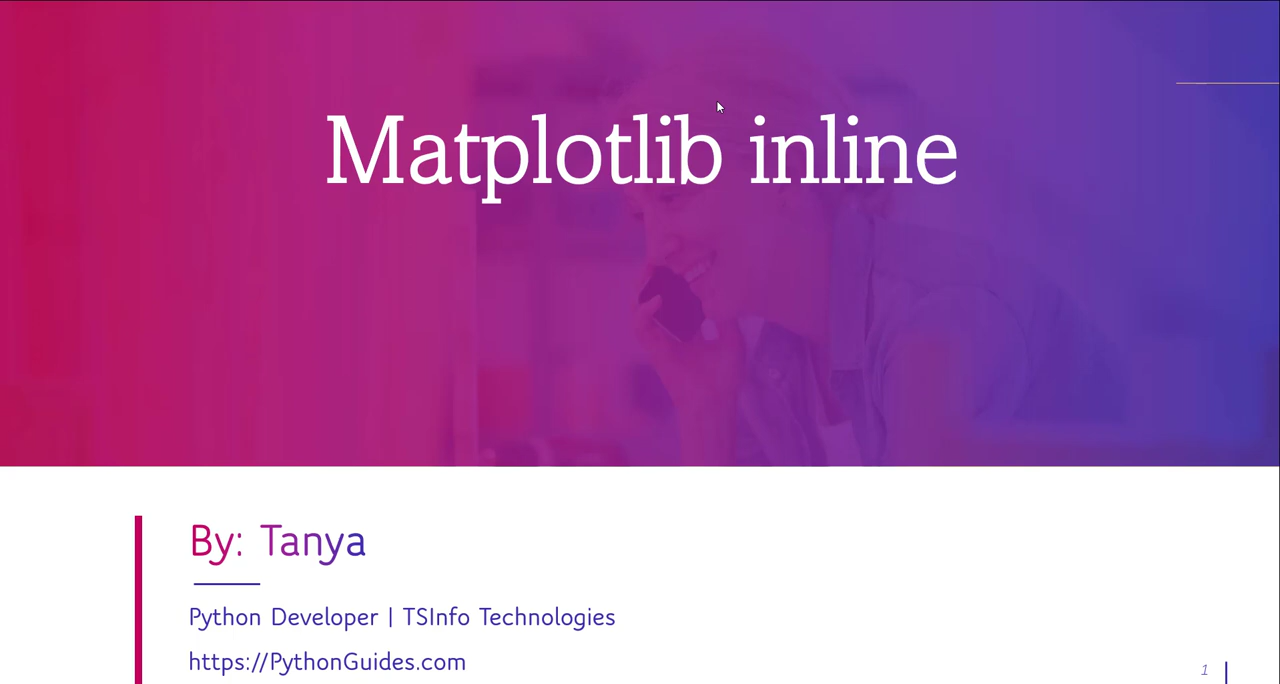 Matplotlib inline
By: Tanya
Python Developer | TSInfo Technologies
https://PythonGuides.com
1